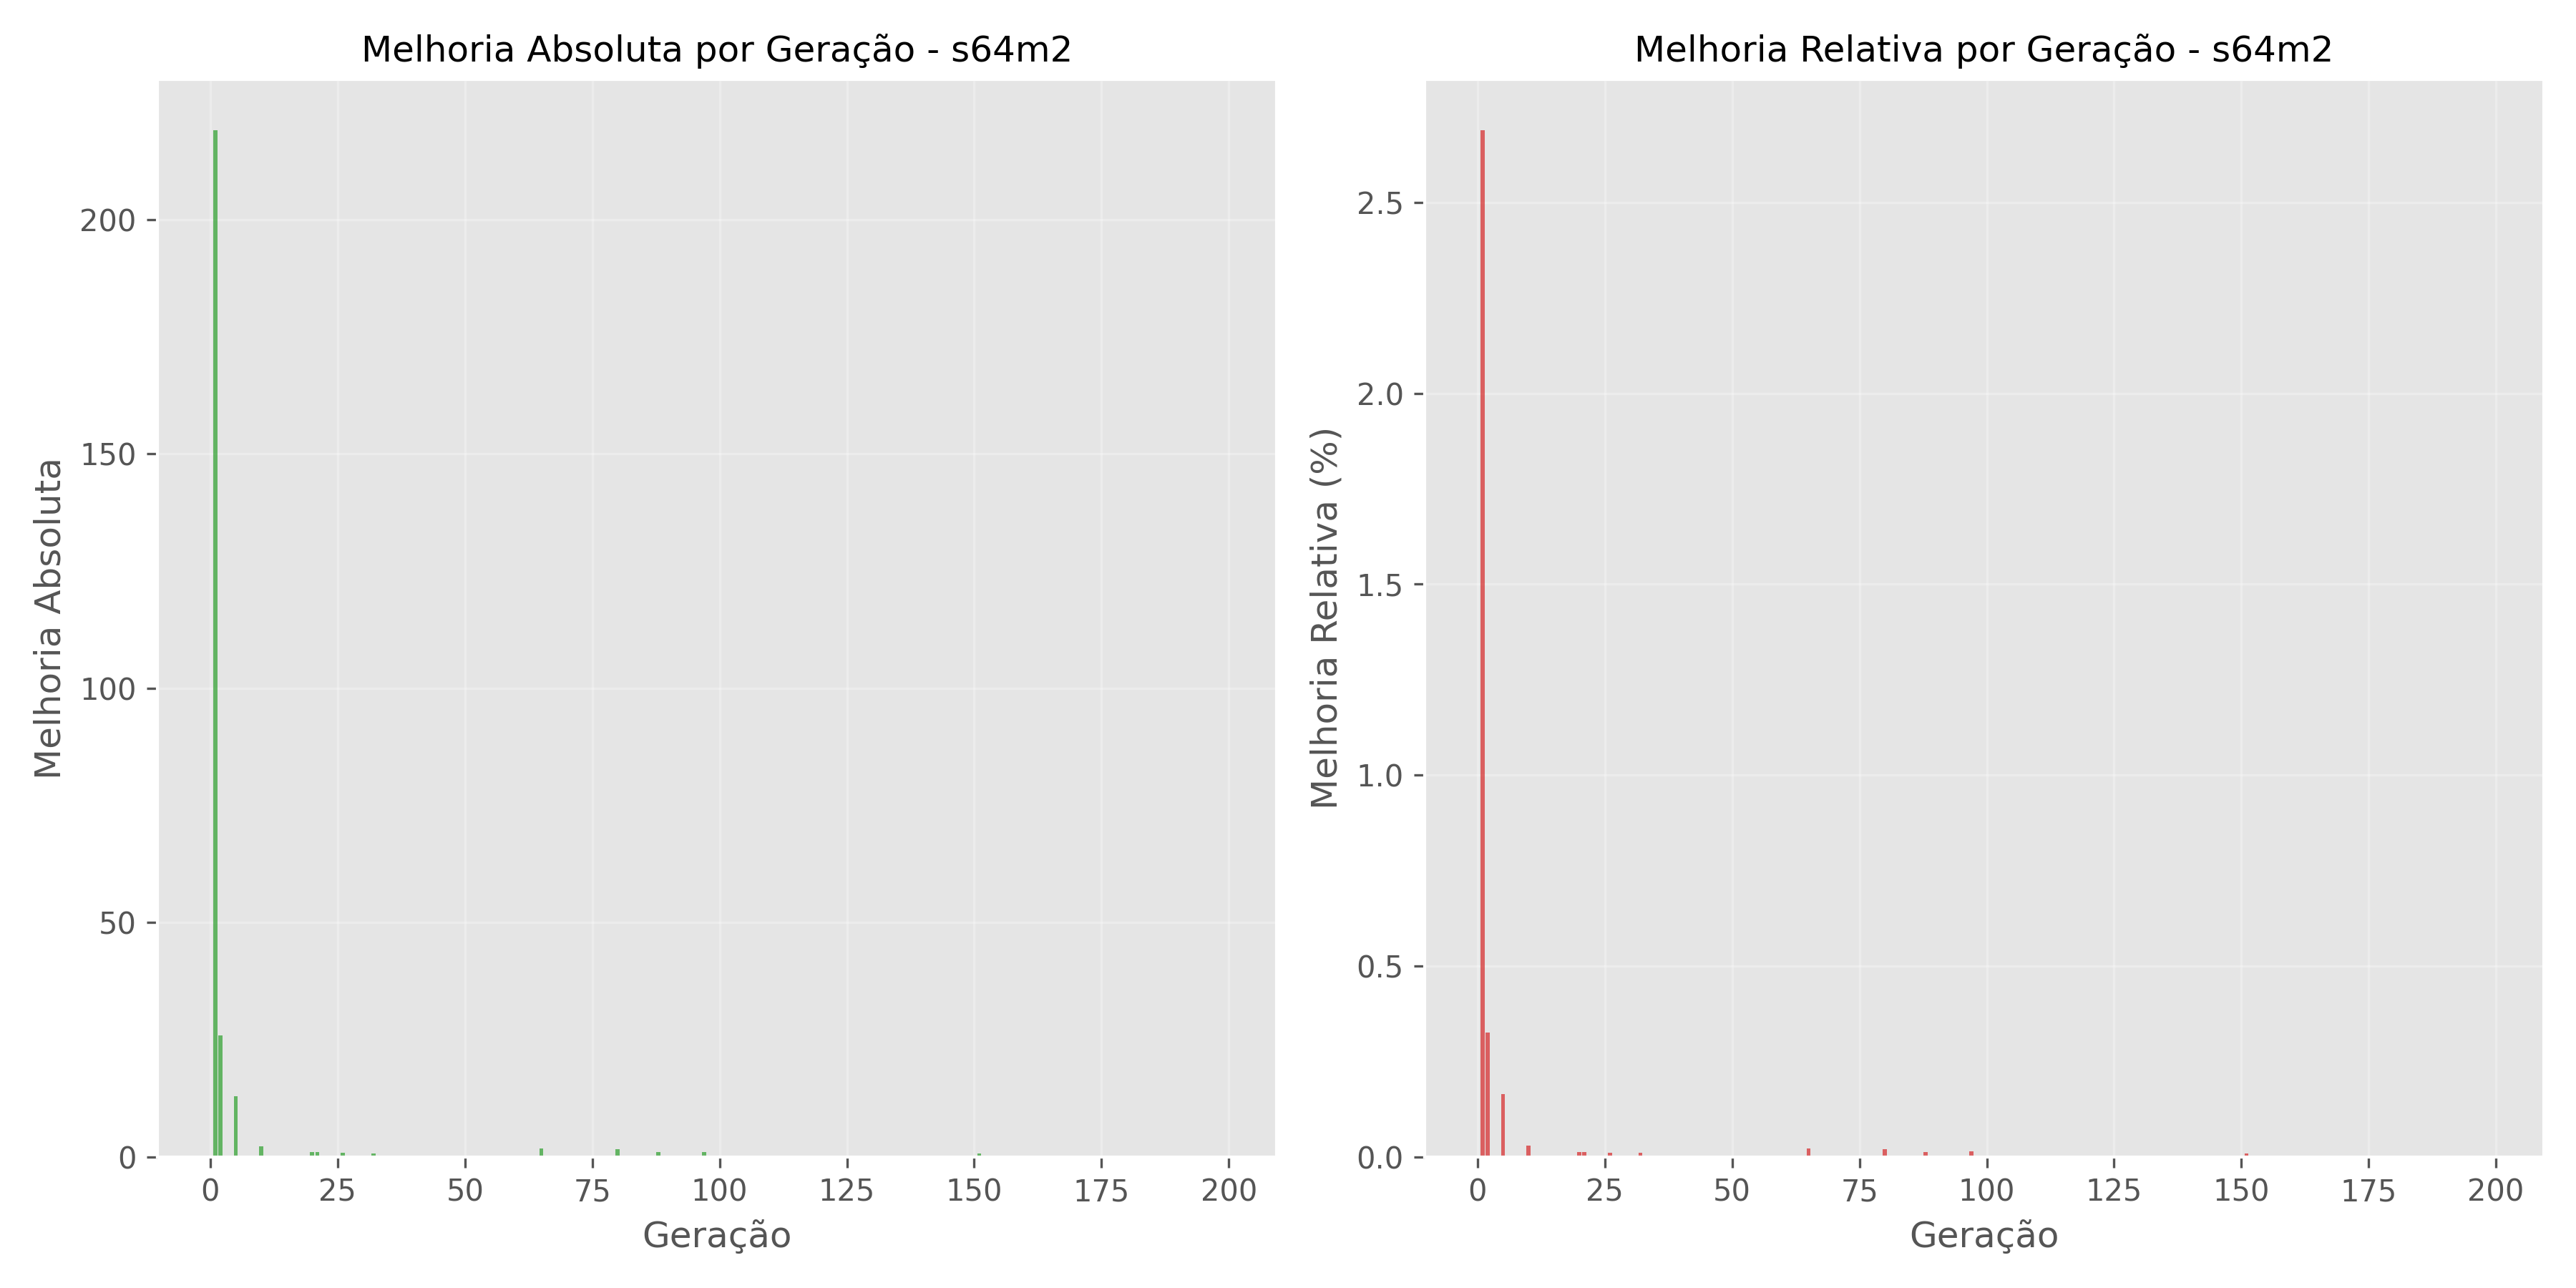 Melhoria Absoluta por Geração - s64m2
Melhoria Absoluta
200
150
100
50
0
0 25 50 75 100 125 150 175 200
Geração
Melhoria Relativa por Geração - s64m2
Melhoria Relativa (%)
2.5
2.0
1.5
1.0
0.5
0.0
0 25 50 75 100 125 150 175 200
Geração